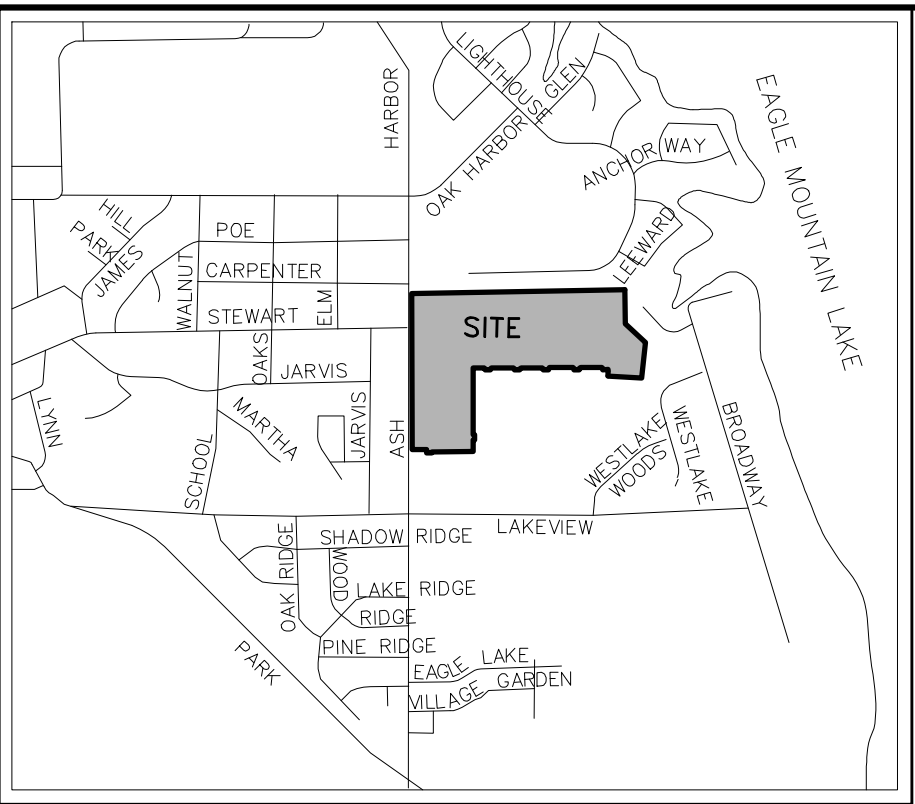 LIGHTHOUSE
HARBOR
OAK HARBOR GLEN
EAGLE MOUNTAIN LAKE
ANCHOR WAY
HILL
PARK
JAMES
POE
LEEWARD
WALNUT
CARPENTER
STEWART
ELM
SITE
OAKS
JARVIS
LYNN
MARTHA
JARVIS
ASH
SCHOOL
WESTLAKE
WOODS
WESTLAKE
BROADWAY
OAK RIDGE
SHADOW RIDGE
LAKEVIEW
WOOD
LAKE RIDGE
RIDGE
PINE RIDGE
PARK
EAGLE LAKE
VILLAGE GARDEN